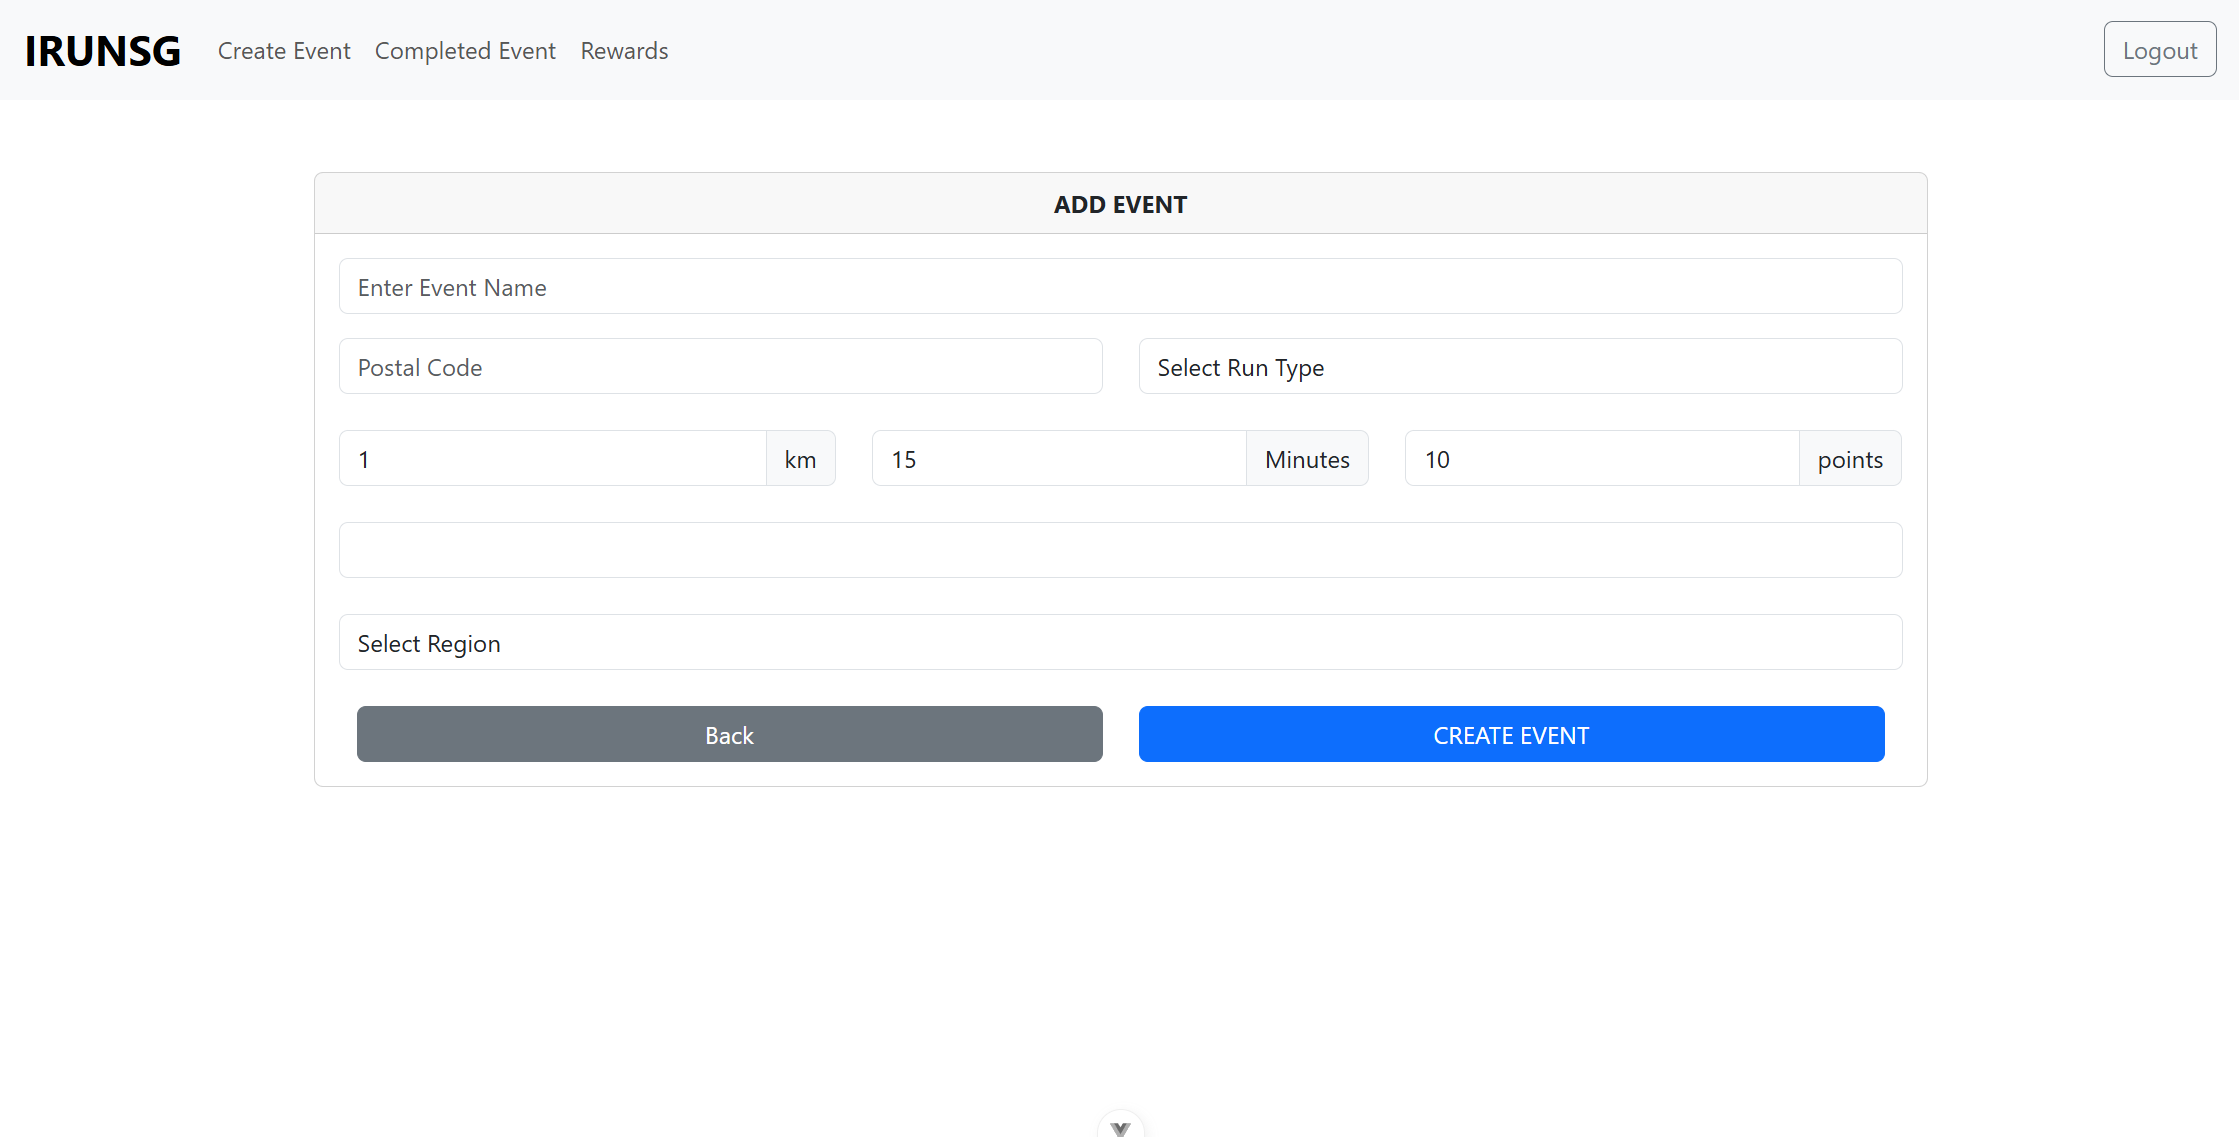 IRUNSG Create Event Completed Event Rewards Logout
ADD EVENT
Enter Event Name
Postal Code Select Run Type
1 km 15 Minutes 10 points
Select Region
Back CREATE EVENT